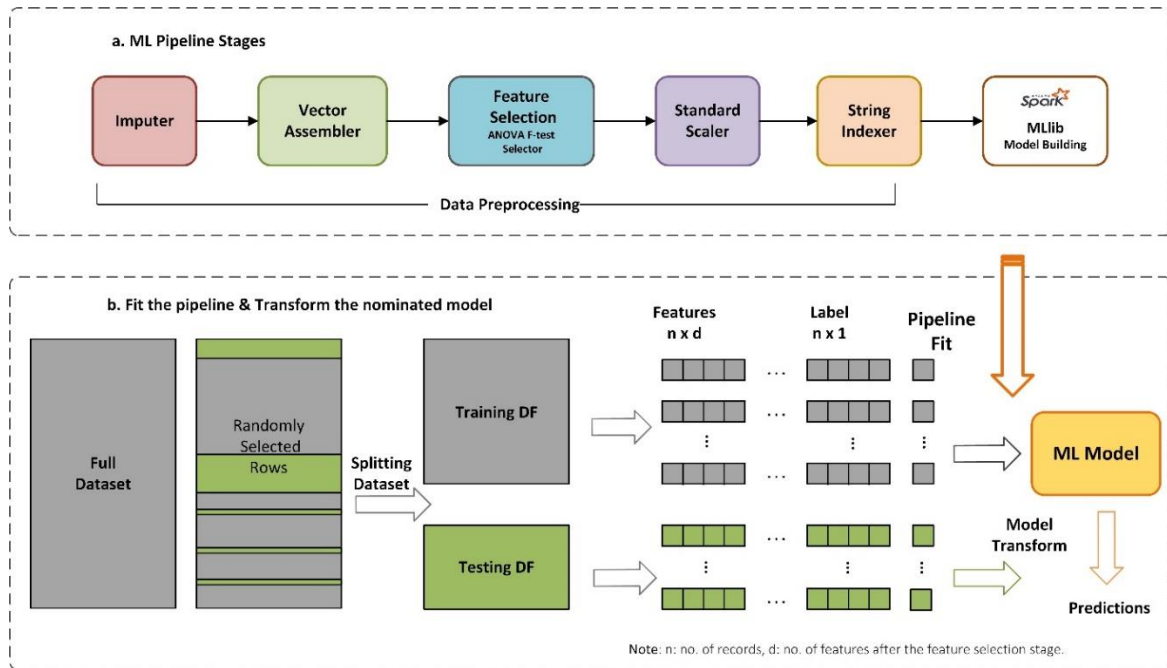 a. ML Pipeline Stages
Imputer
Vector
Assembler
Feature
Selection
ANOVA F-test
Selector
Standard
Scaler
String
Indexer
APACHE
Spark
MLlib
Model Building
Data Preprocessing
b. Fit the pipeline & Transform the nominated model
Full
Dataset
Randomly
Selected
Rows
Splitting
Dataset
Training DF
Testing DF
Features
n x d
Label
n x 1
Pipeline
Fit
...
...
...
...
...
ML Model
Model
Transform
Predictions
Note: n: no. of records, d: no. of features after the feature selection stage.